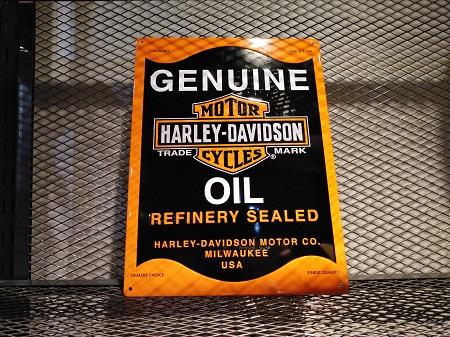 GENUINE
MOTOR
HARLEY-DAVIDSON
TRADE MARK
CYCLES ®
OIL
REFINERY SEALED
HARLEY-DAVIDSON MOTOR CO.
MILWAUKEE
USA
DEALERS CHOICE FINEST QUALITY